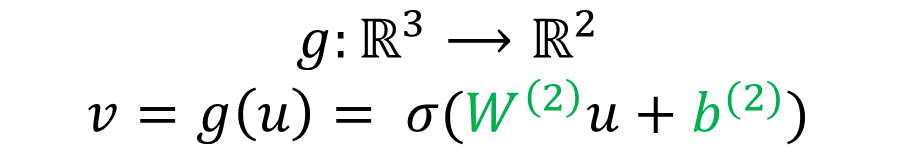 g: ℝ³ ⟶ ℝ²
v = g(u) = σ(W⁽²⁾u + b⁽²⁾)